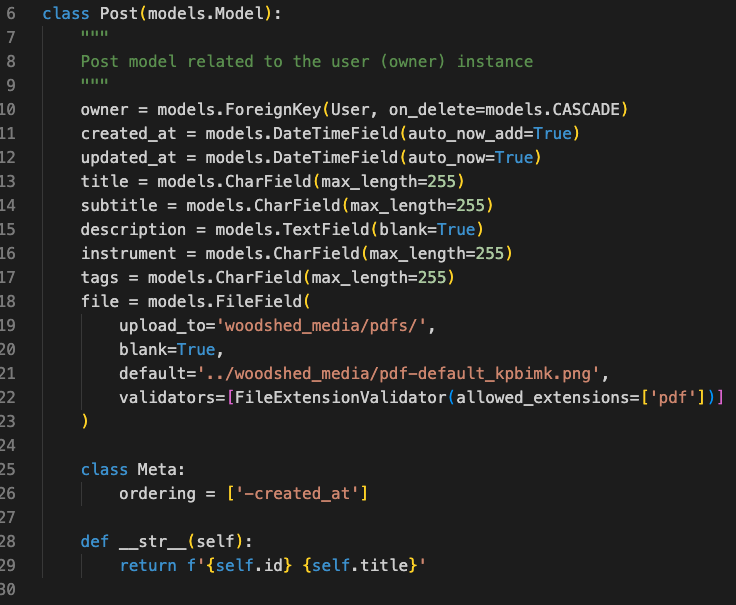 6 class Post(models.Model):
7 """
8 Post model related to the user (owner) instance
9 """
10 owner = models.ForeignKey(User, on_delete=models.CASCADE)
11 created_at = models.DateTimeField(auto_now_add=True)
12 updated_at = models.DateTimeField(auto_now=True)
13 title = models.CharField(max_length=255)
14 subtitle = models.CharField(max_length=255)
15 description = models.TextField(blank=True)
16 instrument = models.CharField(max_length=255)
17 tags = models.CharField(max_length=255)
18 file = models.FileField(
19 upload_to='woodshed_media/pdfs/',
20 blank=True,
21 default='../woodshed_media/pdf-default_kpbimk.png',
22 validators=[FileExtensionValidator(allowed_extensions=['pdf'])]
23 )
24
25 class Meta:
26 ordering = ['-created_at']
27
28 def __str__(self):
29 return f'{self.id} {self.title}'
30